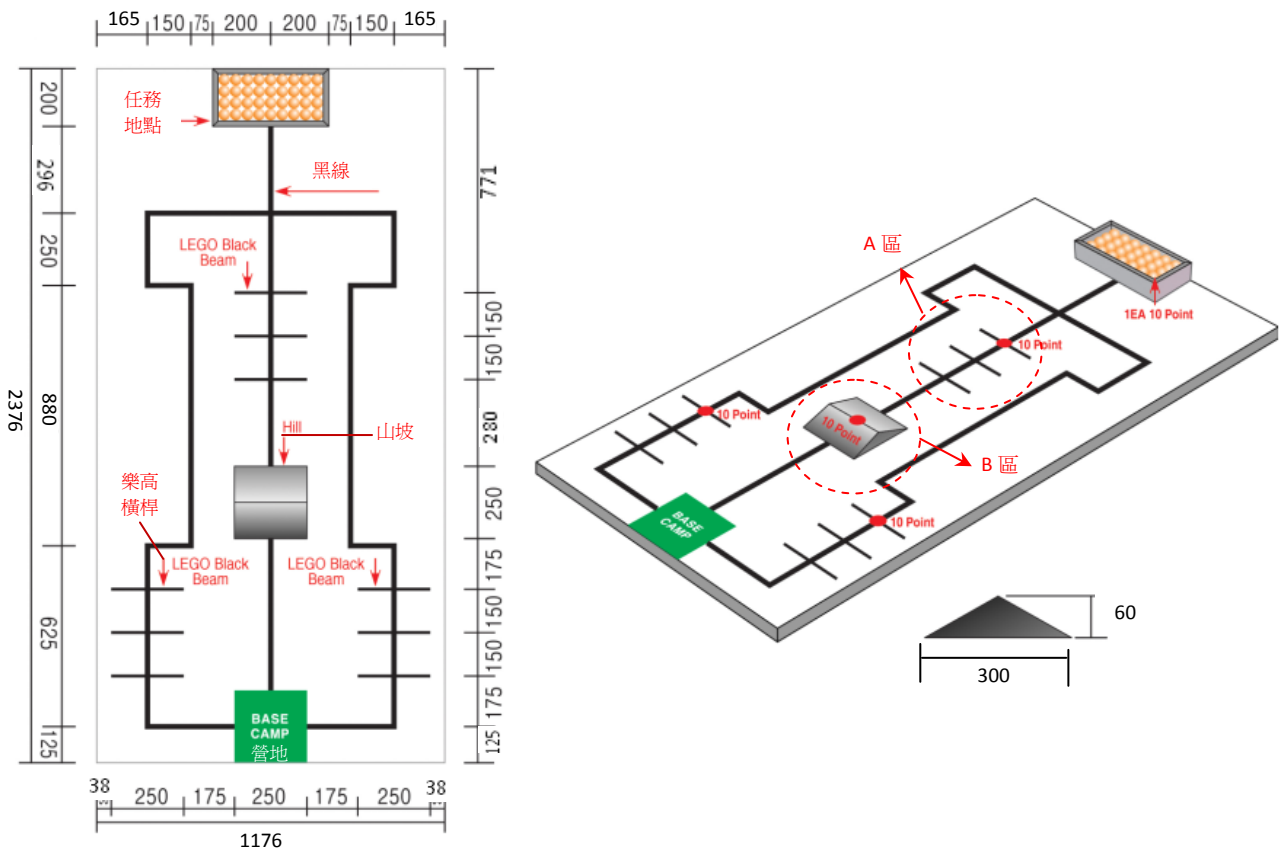 165
150
75
200
200
75
150
165
任務
地點
黑線
LEGO Black
Beam
Hill
山坡
樂高
橫桿
LEGO Black
Beam
LEGO Black
Beam
BASE
CAMP
營地
200
296
250
880
625
125
2376
771
150
150
280
250
175
150
150
175
125
38
250
175
250
175
250
38
1176
A 區
1EA 10 Point
10 Point
10 Point
10 Point
B 區
10 Point
BASE
CAMP
60
300